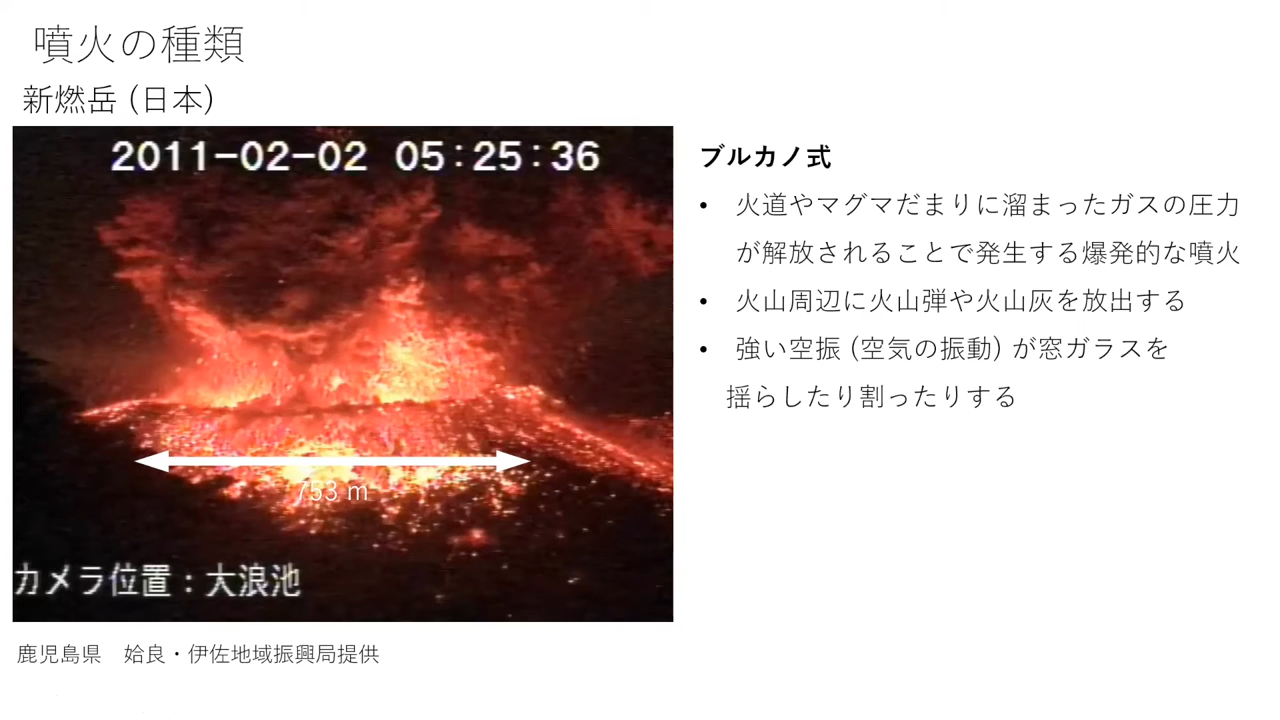 噴火の種類
新燃岳 (日本)
2011-02-02 05:25:36
753 m
カメラ位置：大浪池
鹿児島県　姶良・伊佐地域振興局提供
ブルカノ式
• 火道やマグマだまりに溜まったガスの圧力
が解放されることで発生する爆発的な噴火
• 火山周辺に火山弾や火山灰を放出する
• 強い空振 (空気の振動) が窓ガラスを
揺らしたり割ったりする